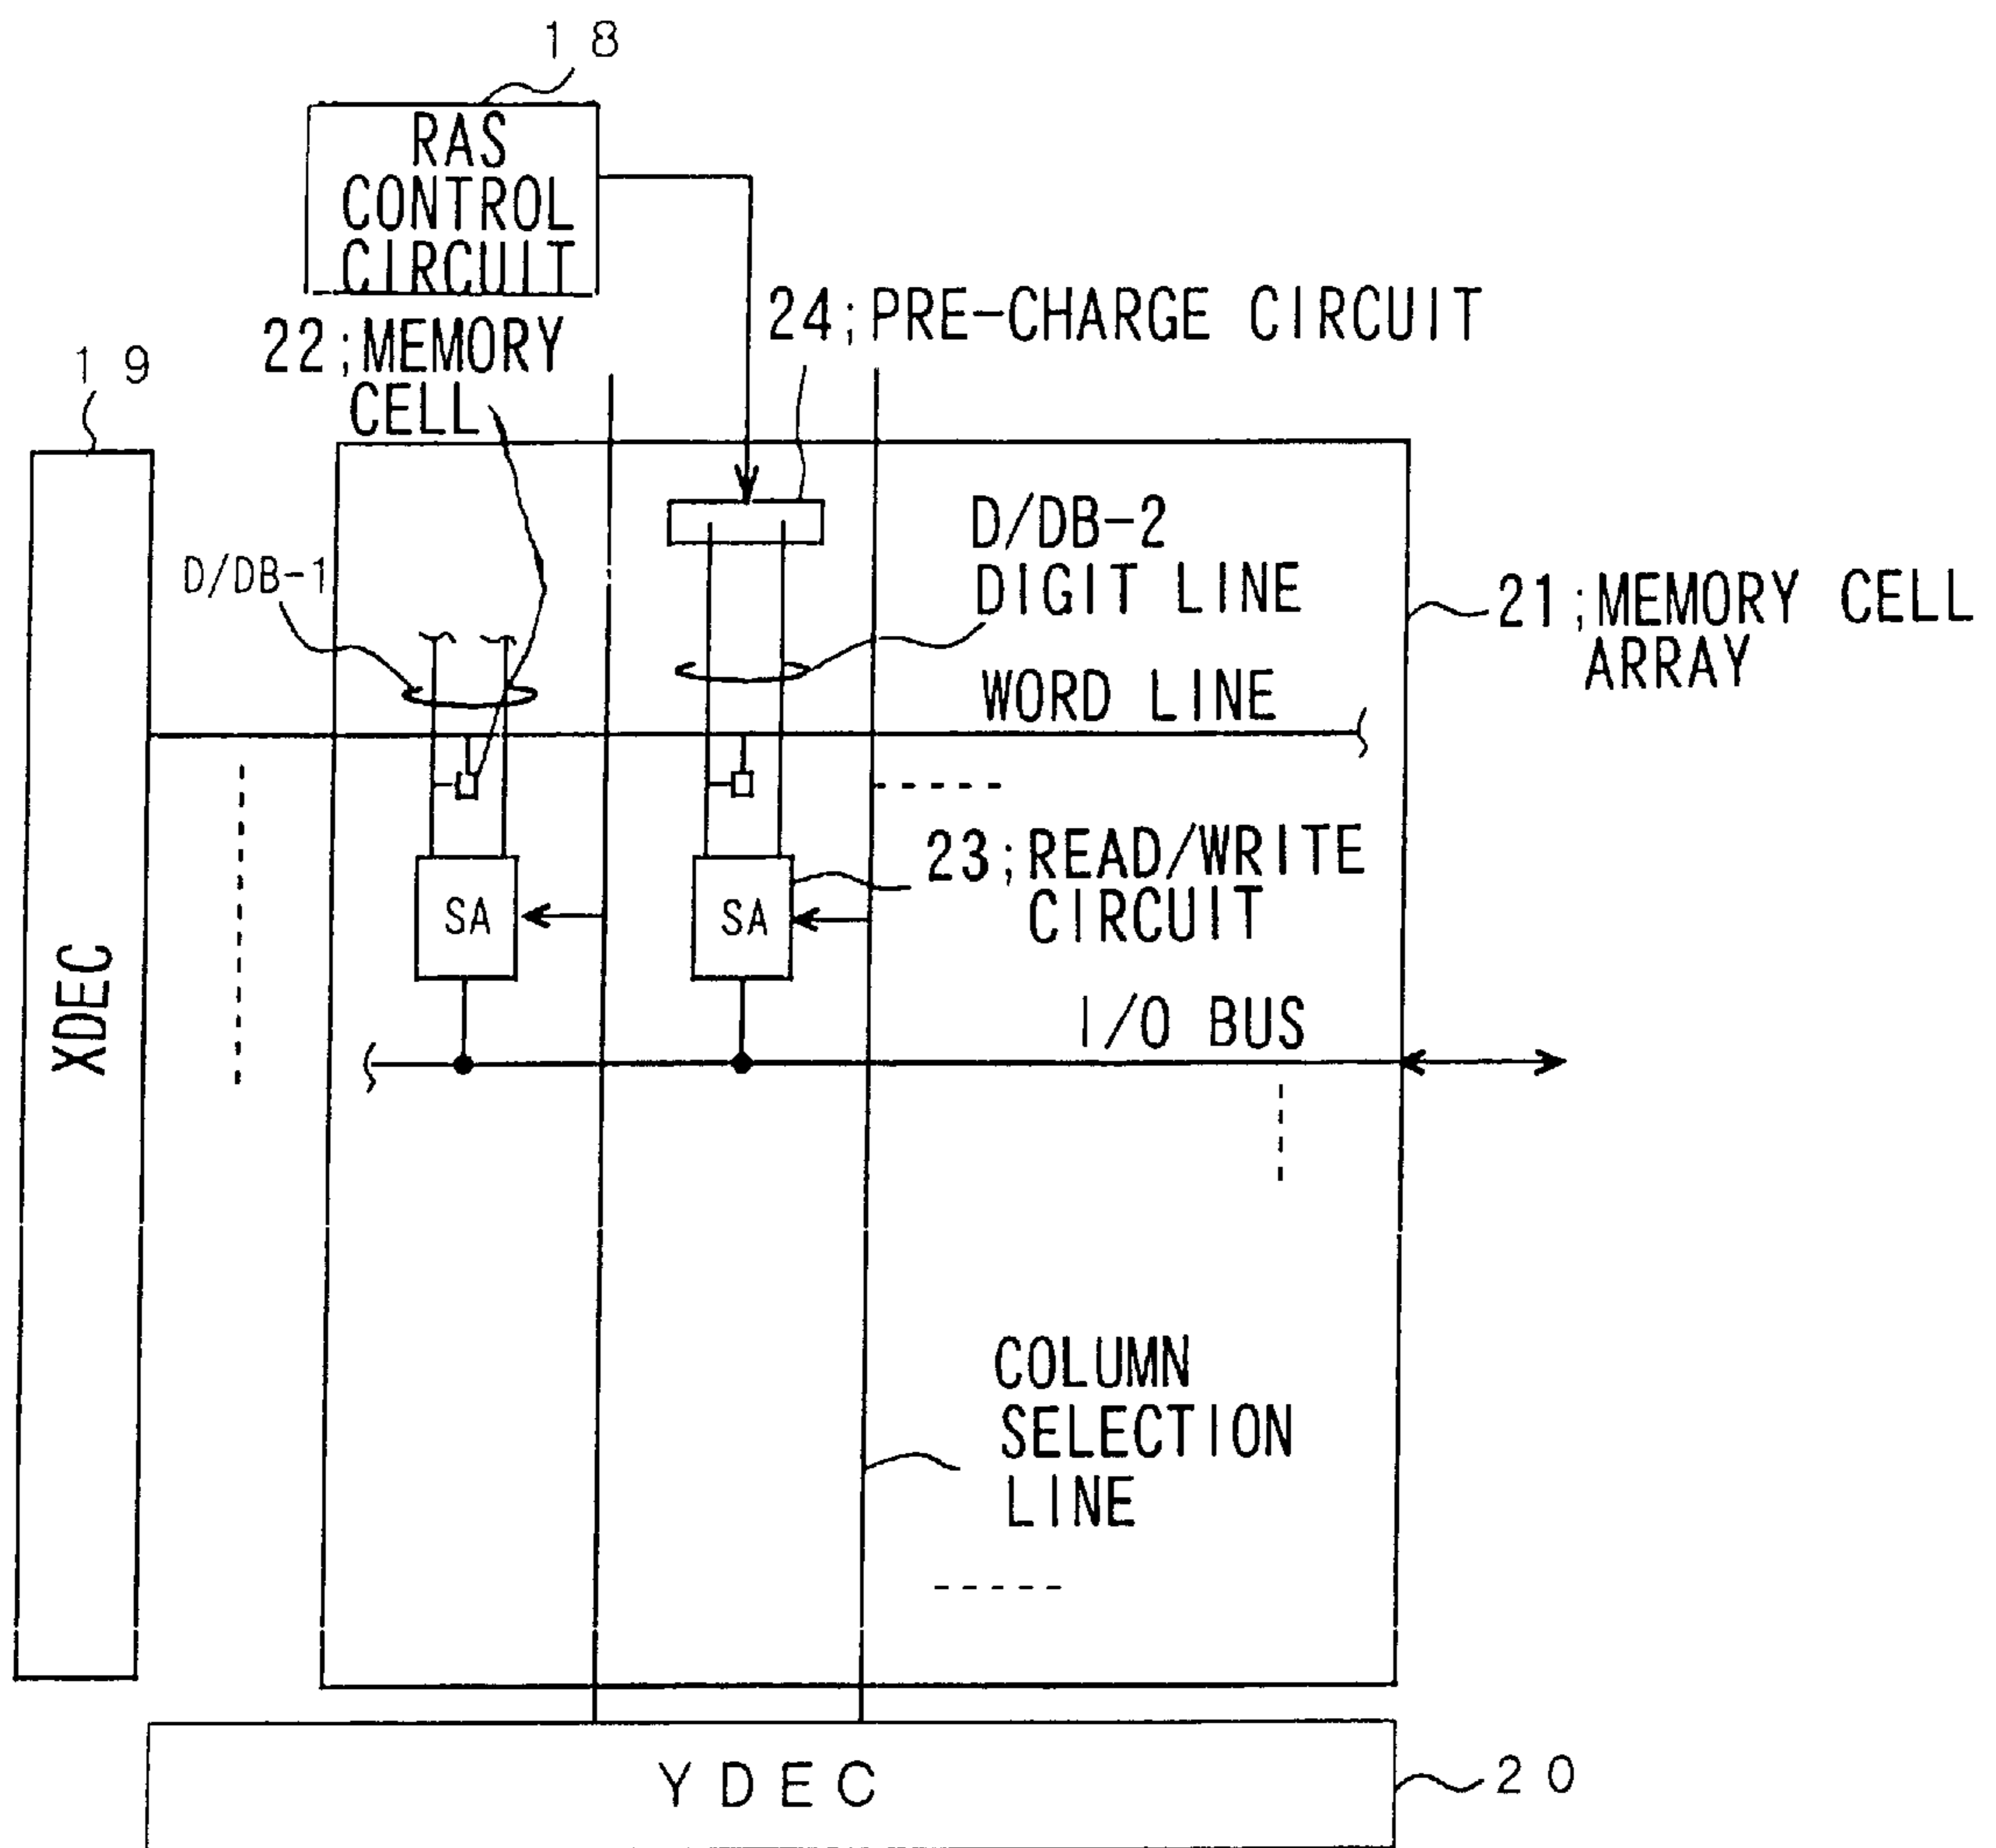 18
RAS
CONTROL
CIRCUIT
24;PRE-CHARGE CIRCUIT
22;MEMORY
CELL
19
D/DB-1
D/DB-2
DIGIT LINE
21;MEMORY CELL
ARRAY
WORD LINE
23;READ/WRITE
CIRCUIT
SA
SA
XDEC
I/O BUS
COLUMN
SELECTION
LINE
YDEC
20